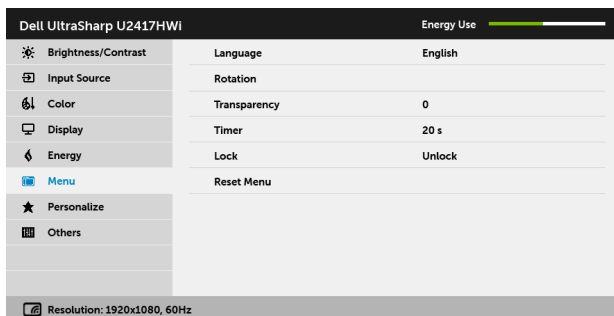 Dell UltraSharp U2417HWi
Energy Use
Brightness/Contrast
Input Source
Color
Display
Energy
Menu
Personalize
Others
Language English
Rotation
Transparency 0
Timer 20 s
Lock Unlock
Reset Menu
Resolution: 1920x1080, 60Hz